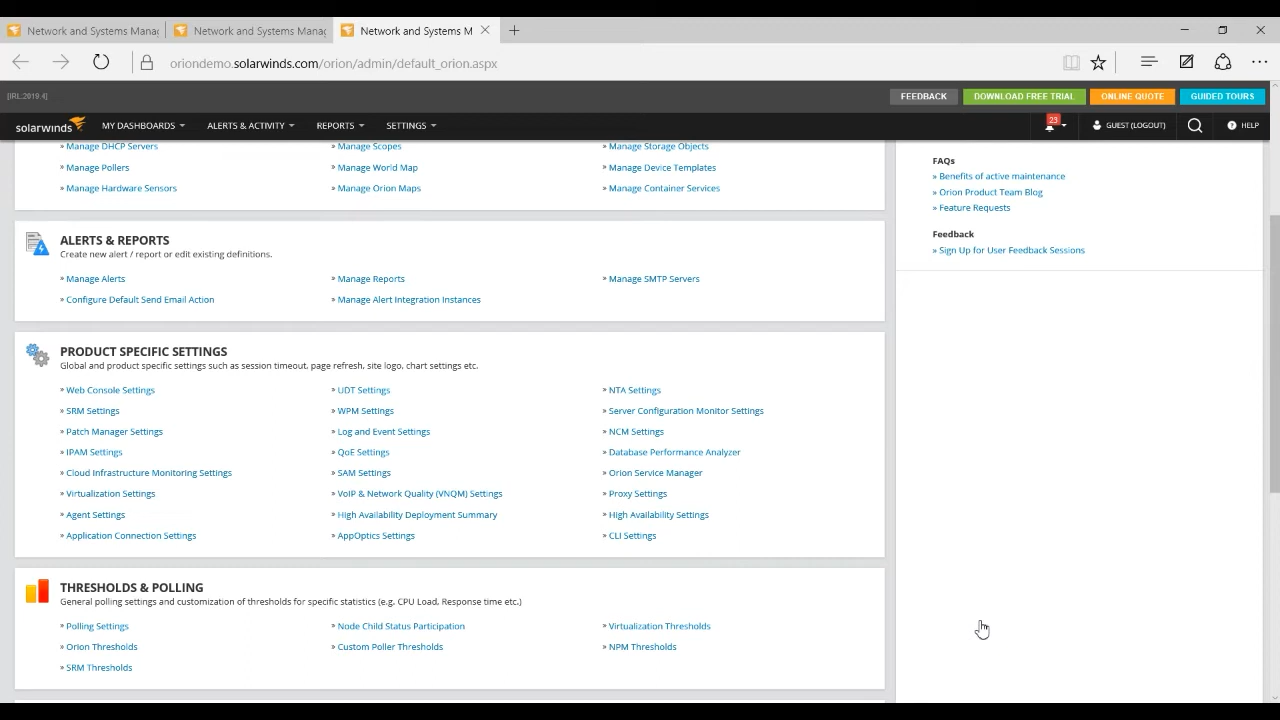 Network and Systems Manag
Network and Systems Manag
Network and Systems M
oriondemo.solarwinds.com/orion/admin/default_orion.aspx
[IRL.2019.4]
FEEDBACK
DOWNLOAD FREE TRIAL
ONLINE QUOTE
GUIDED TOURS
solarwinds
MY DASHBOARDS
ALERTS & ACTIVITY
REPORTS
SETTINGS
23
GUEST (LOGOUT)
HELP
» Manage DHCP Servers
» Manage Scopes
» Manage Storage Objects
» Manage Pollers
» Manage World Map
» Manage Device Templates
» Manage Hardware Sensors
» Manage Orion Maps
» Manage Container Services
ALERTS & REPORTS
Create new alert / report or edit existing definitions.
» Manage Alerts
» Manage Reports
» Manage SMTP Servers
» Configure Default Send Email Action
» Manage Alert Integration Instances
PRODUCT SPECIFIC SETTINGS
Global and product specific settings such as session timeout, page refresh, site logo, chart settings etc.
» Web Console Settings
» UDT Settings
» NTA Settings
» SRM Settings
» WPM Settings
» Server Configuration Monitor Settings
» Patch Manager Settings
» Log and Event Settings
» NCM Settings
» IPAM Settings
» QoE Settings
» Database Performance Analyzer
» Cloud Infrastructure Monitoring Settings
» SAM Settings
» Orion Service Manager
» Virtualization Settings
» VoIP & Network Quality (VNQM) Settings
» Proxy Settings
» Agent Settings
» High Availability Deployment Summary
» High Availability Settings
» Application Connection Settings
» AppOptics Settings
» CLI Settings
THRESHOLDS & POLLING
General polling settings and customization of thresholds for specific statistics (e.g. CPU Load, Response time etc.)
» Polling Settings
» Node Child Status Participation
» Virtualization Thresholds
» Orion Thresholds
» Custom Poller Thresholds
» NPM Thresholds
» SRM Thresholds
FAQs
» Benefits of active maintenance
» Orion Product Team Blog
» Feature Requests
Feedback
» Sign Up for User Feedback Sessions